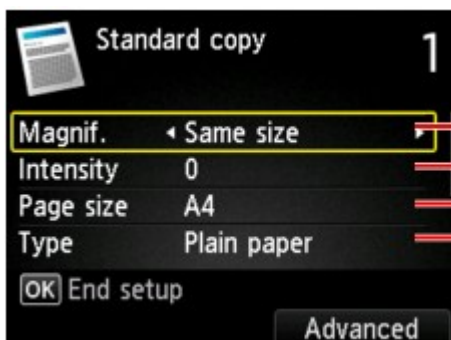 Standard copy 1
Magnif. Same size
Intensity 0
Page size A4
Type Plain paper
OK End setup
Advanced